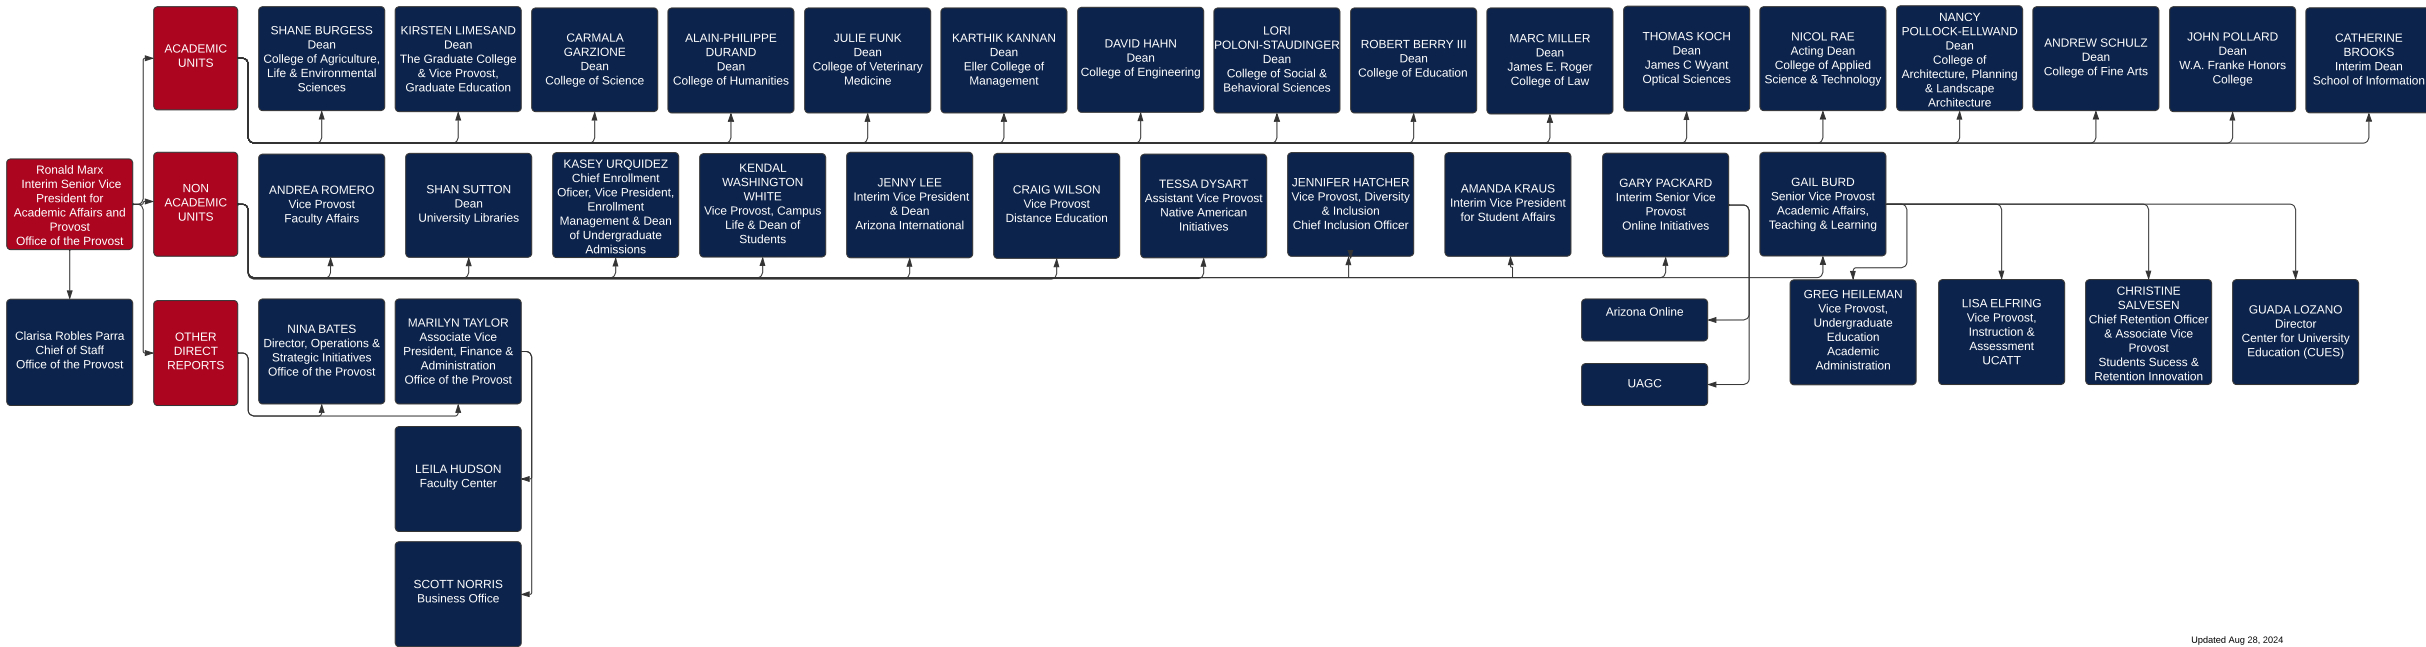 ACADEMIC
UNITS
SHANE BURGESS
Dean
College of Agriculture,
Life & Environmental
Sciences
KIRSTEN LIMESAND
Dean
The Graduate College
& Vice Provost,
Graduate Education
CARMALA
GARZIONE
Dean
College of Science
ALAIN-PHILIPPE
DURAND
Dean
College of Humanities
JULIE FUNK
Dean
College of Veterinary
Medicine
KARTHIK KANNAN
Dean
Eller College of
Management
DAVID HAHN
Dean
College of Engineering
LORI
POLONI-STAUDINGER
Dean
College of Social &
Behavioral Sciences
ROBERT BERRY III
Dean
College of Education
MARC MILLER
Dean
James E. Roger
College of Law
THOMAS KOCH
Dean
James C Wyant
Optical Sciences
NICOL RAE
Acting Dean
College of Applied
Science & Technology
NANCY
POLLOCK-ELLWAND
Dean
College of
Architecture, Planning
& Landscape
Architecture
ANDREW SCHULZ
Dean
College of Fine Arts
JOHN POLLARD
Dean
W.A. Franke Honors
College
CATHERINE
BROOKS
Interim Dean
School of Information
Ronald Marx
Interim Senior Vice
President for
Academic Affairs and
Provost
Office of the Provost
NON
ACADEMIC
UNITS
ANDREA ROMERO
Vice Provost
Faculty Affairs
SHAN SUTTON
Dean
University Libraries
KASEY URQUIDEZ
Chief Enrollment
Oficer, Vice President,
Enrollment
Management & Dean
of Undergraduate
Admissions
KENDAL
WASHINGTON
WHITE
Vice Provost, Campus
Life & Dean of
Students
JENNY LEE
Interim Vice President
& Dean
Arizona International
CRAIG WILSON
Vice Provost
Distance Education
TESSA DYSART
Assistant Vice Provost
Native American
Initiatives
JENNIFER HATCHER
Vice Provost, Diversity
& Inclusion
Chief Inclusion Officer
AMANDA KRAUS
Interim Vice President
for Student Affairs
GARY PACKARD
Interim Senior Vice
Provost
Online Initiatives
GAIL BURD
Senior Vice Provost
Academic Affairs,
Teaching & Learning
Clarisa Robles Parra
Chief of Staff
Office of the Provost
OTHER
DIRECT
REPORTS
NINA BATES
Director, Operations &
Strategic Initiatives
Office of the Provost
MARILYN TAYLOR
Associate Vice
President, Finance &
Administration
Office of the Provost
Arizona Online
UAGC
GREG HEILEMAN
Vice Provost,
Undergraduate
Education
Academic
Administration
LISA ELFRING
Vice Provost,
Instruction &
Assessment
UCATT
CHRISTINE
SALVESEN
Chief Retention Officer
& Associate Vice
Provost
Students Sucess &
Retention Innovation
GUADA LOZANO
Director
Center for University
Education (CUES)
LEILA HUDSON
Faculty Center
SCOTT NORRIS
Business Office
Updated Aug 28, 2024